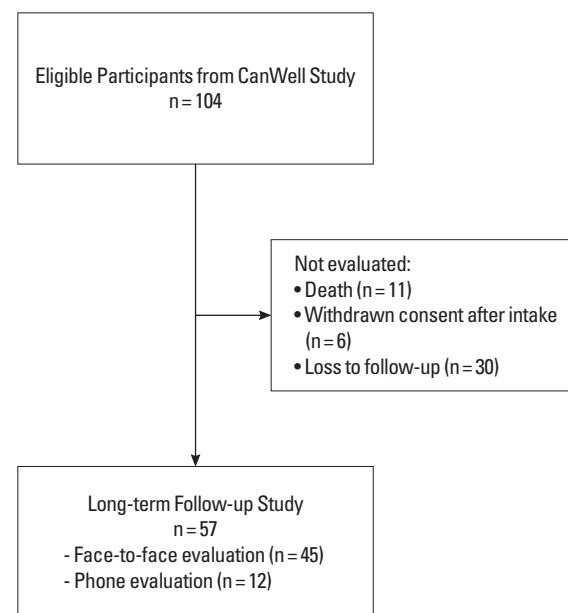 Eligible Participants from CanWell Study
n = 104
Not evaluated:
• Death (n = 11)
• Withdrawn consent after intake
(n = 6)
• Loss to follow-up (n = 30)
Long-term Follow-up Study
n = 57
- Face-to-face evaluation (n = 45)
- Phone evaluation (n = 12)